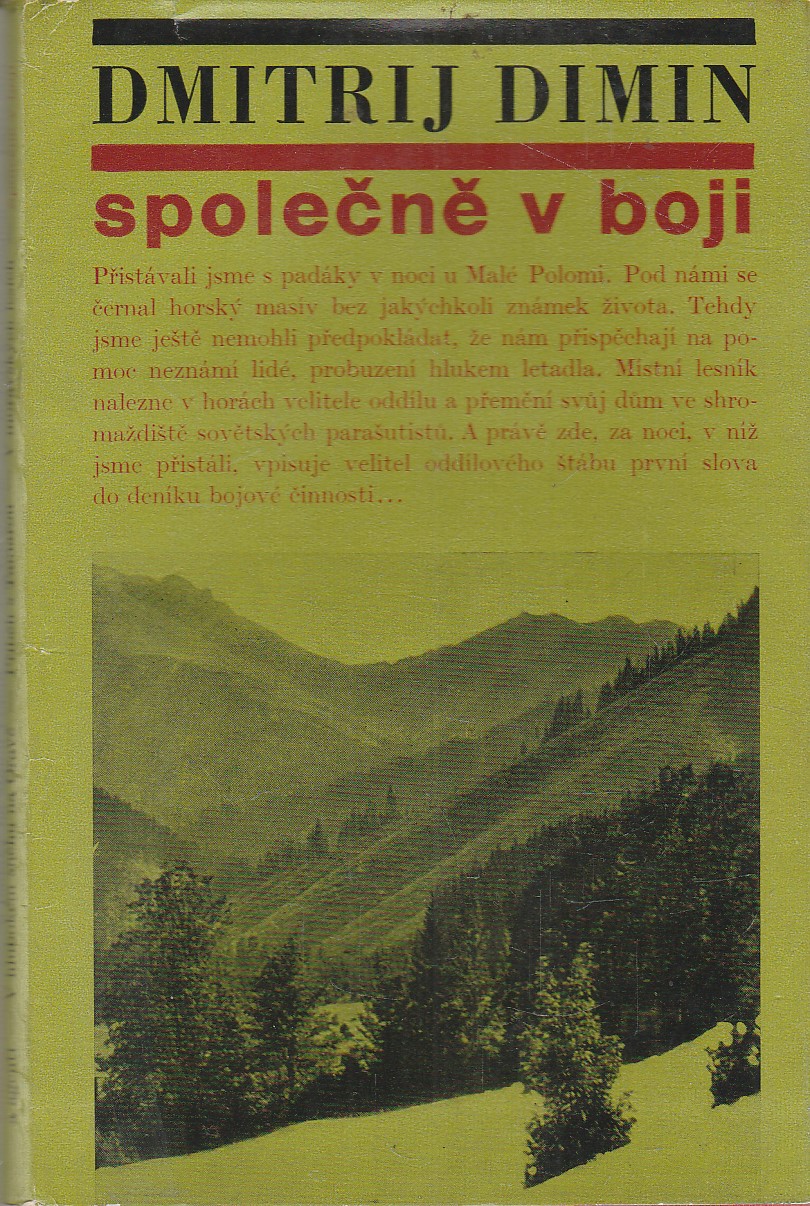 DMITRIJ DIMIN
společně v boji
Přistávali jsme s padáky v noci u Malé Polomi. Pod námi se
černal horský masív bez jakýchkoli známek života. Tehdy
jsme ještě nemohli předpokládat, že nám přispěchají na po-
moc neznámí lidé, probuzení hlukem letadla. Místní lesník
nalezne v horách velitele oddílu a přemění svůj dům ve shro-
maždiště sovětských parašutistů. A právě zde, za noci, v níž
jsme přistáli, vpisuje velitel oddílového štábu první slova
do deníku bojové činnosti...